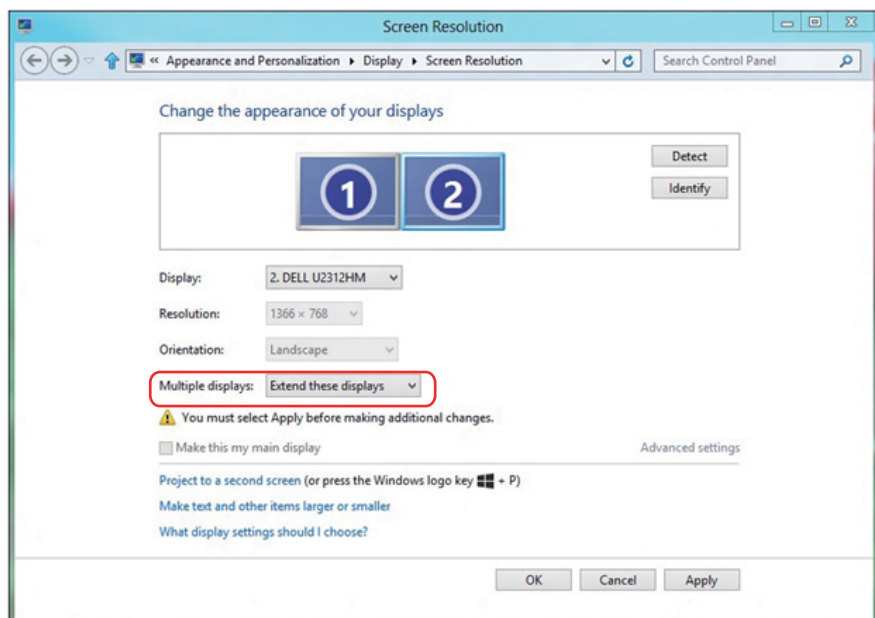 Screen Resolution
« Appearance and Personalization ▸ Display ▸ Screen Resolution
Search Control Panel
Change the appearance of your displays
1
2
Detect
Identify
Display: 2. DELL U2312HM
Resolution: 1366 × 768
Orientation: Landscape
Multiple displays: Extend these displays
You must select Apply before making additional changes.
Make this my main display
Advanced settings
Project to a second screen (or press the Windows logo key + P)
Make text and other items larger or smaller
What display settings should I choose?
OK
Cancel
Apply